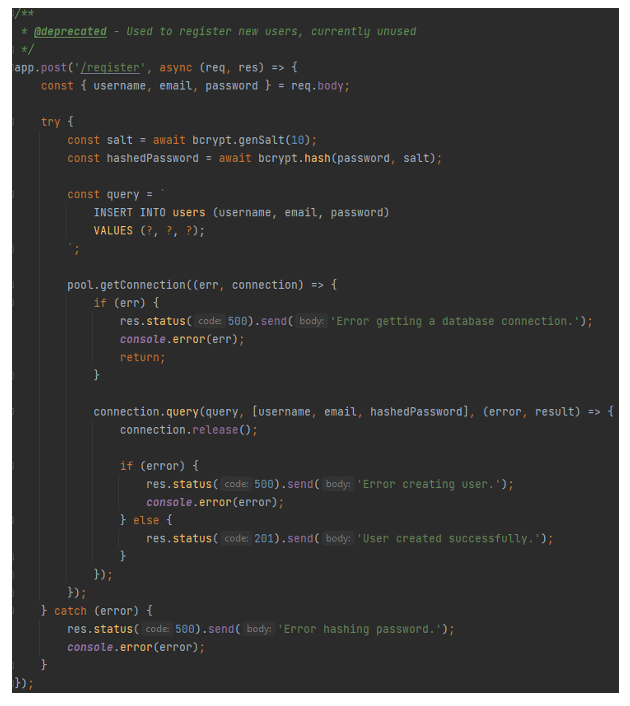 /**
 * @deprecated - Used to register new users, currently unused
 */
app.post('/register', async (req, res) => {
    const { username, email, password } = req.body;

    try {
        const salt = await bcrypt.genSalt(10);
        const hashedPassword = await bcrypt.hash(password, salt);

        const query = `
            INSERT INTO users (username, email, password)
            VALUES (?, ?, ?);
        `;

        pool.getConnection((err, connection) => {
            if (err) {
                res.status( code: 500).send( body: 'Error getting a database connection.');
                console.error(err);
                return;
            }

            connection.query(query, [username, email, hashedPassword], (error, result) => {
                connection.release();

                if (error) {
                    res.status( code: 500).send( body: 'Error creating user.');
                    console.error(error);
                } else {
                    res.status( code: 201).send( body: 'User created successfully.');
                }
            });
        });
    } catch (error) {
        res.status( code: 500).send( body: 'Error hashing password.');
        console.error(error);
    }
});